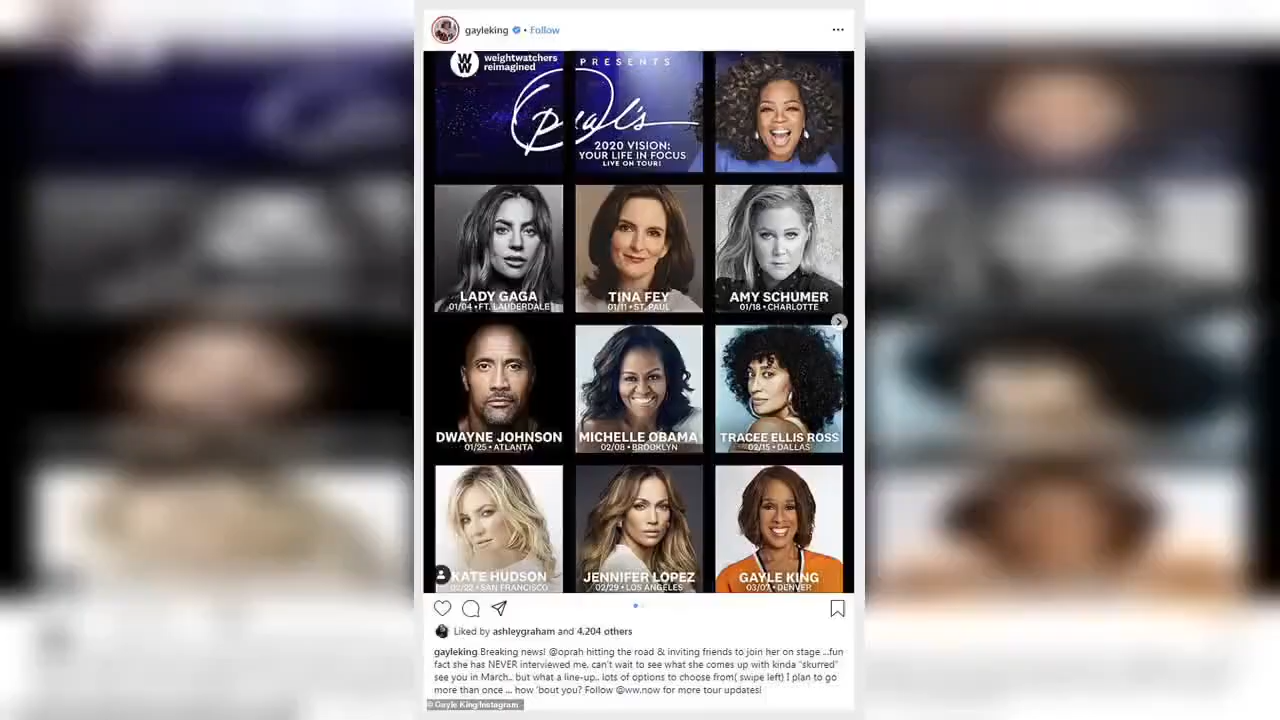 gayleking • Follow
weightwatchers
reimagined
PRESENTS
Oprah's
2020 VISION:
YOUR LIFE IN FOCUS
LIVE ON TOUR!
LADY GAGA
01/04 • FT. LAUDERDALE
TINA FEY
01/11 • ST. PAUL
AMY SCHUMER
01/18 • CHARLOTTE
DWAYNE JOHNSON
01/25 • ATLANTA
MICHELLE OBAMA
02/08 • BROOKLYN
TRACEE ELLIS ROSS
02/15 • DALLAS
KATE HUDSON
02/22 • SAN FRANCISCO
JENNIFER LOPEZ
02/29 • LOS ANGELES
GAYLE KING
03/07 • DENVER
Liked by ashleygraham and 4,204 others
gayleking Breaking news! @oprah hitting the road & inviting friends to join her on stage ...fun
fact she has NEVER interviewed me, can't wait to see what she comes up with kinda "skurred"
see you in March.. but what a line-up.. lots of options to choose from( swipe left) I plan to go
more than once ... how 'bout you? Follow @ww.now for more tour updates!
© Gayle King/Instagram